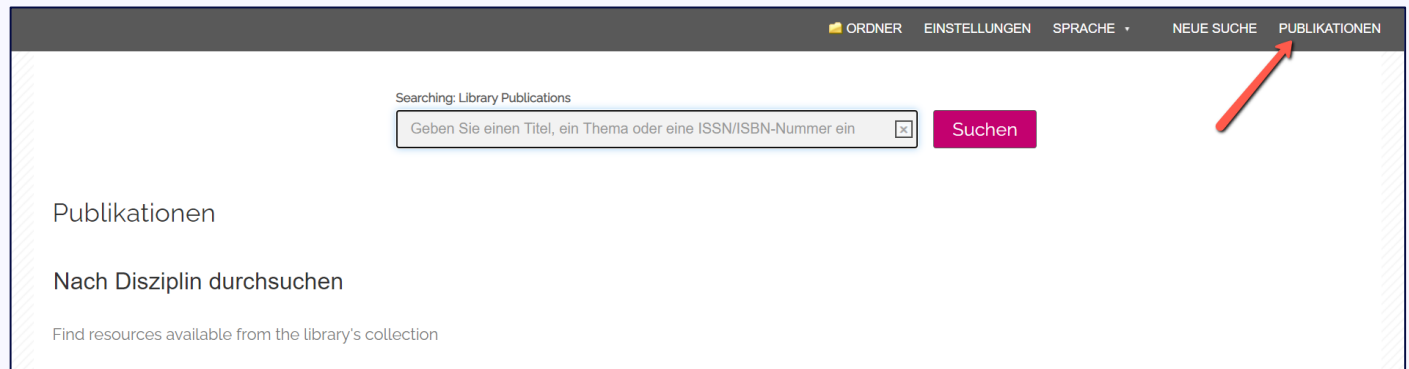 ORDNER EINSTELLUNGEN SPRACHE NEUE SUCHE PUBLIKATIONEN
Searching: Library Publications
Geben Sie einen Titel, ein Thema oder eine ISSN/ISBN-Nummer ein Suchen
Publikationen
Nach Disziplin durchsuchen
Find resources available from the library's collection